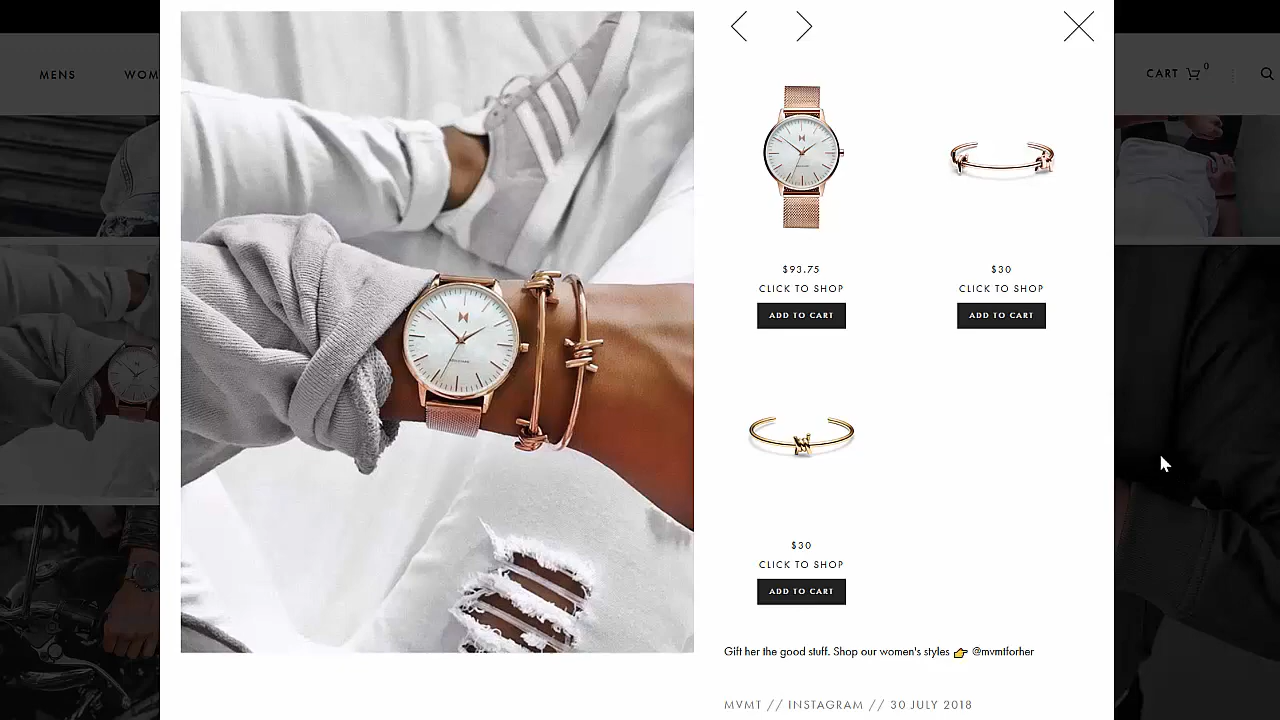 MENS
WOM
CART 0
$93.75
CLICK TO SHOP
ADD TO CART
$30
CLICK TO SHOP
ADD TO CART
$30
CLICK TO SHOP
ADD TO CART
Gift her the good stuff. Shop our women's styles 👉 @mvmtforher
MVMT // INSTAGRAM // 30 JULY 2018